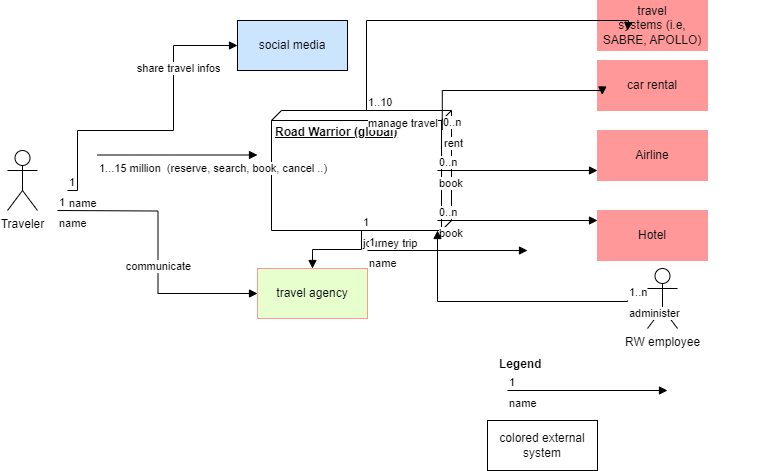 travel
systems (i.e,
SABRE, APOLLO)
social media
share travel infos
car rental
1..10
manage travel
0..n
Road Warrior (global)
rent
Airline
0..n
1...15 million (reserve, search, book, cancel ..)
book
1
1 name
Traveler
name
0..n
1
book
Hotel
journey trip
1
name
communicate
travel agency
1..n
administer
RW employee
Legend
1
name
colored external
system